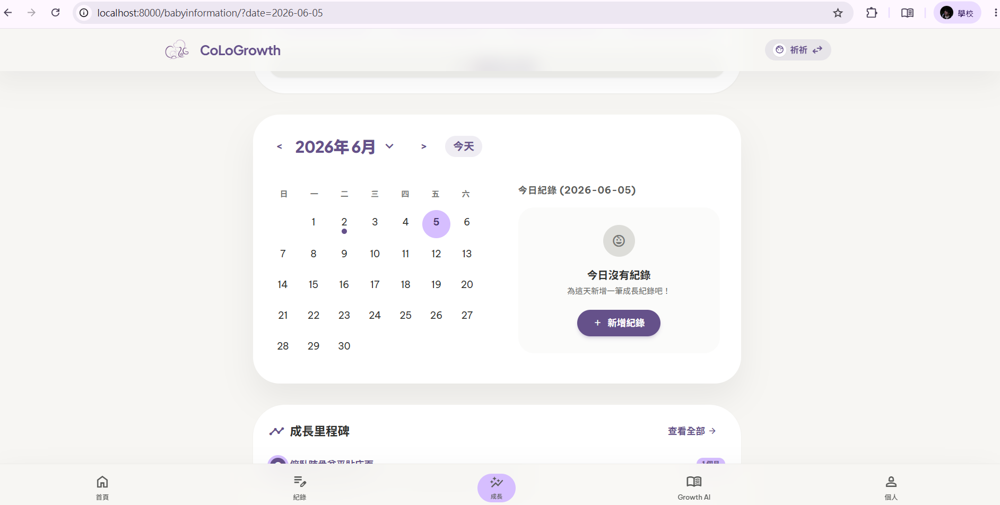 localhost:8000/babyinformation/?date=2026-06-05
學校
CoLoGrowth
祈祈
< 2026年 6月 > 今天
日 一 二 三 四 五 六
1 2 3 4 5 6
7 8 9 10 11 12 13
14 15 16 17 18 19 20
21 22 23 24 25 26 27
28 29 30
今日紀錄 (2026-06-05)
今日沒有紀錄
為這天新增一筆成長紀錄吧！
+ 新增紀錄
成長里程碑
查看全部 →
1個月
首頁
紀錄
成長
Growth AI
個人